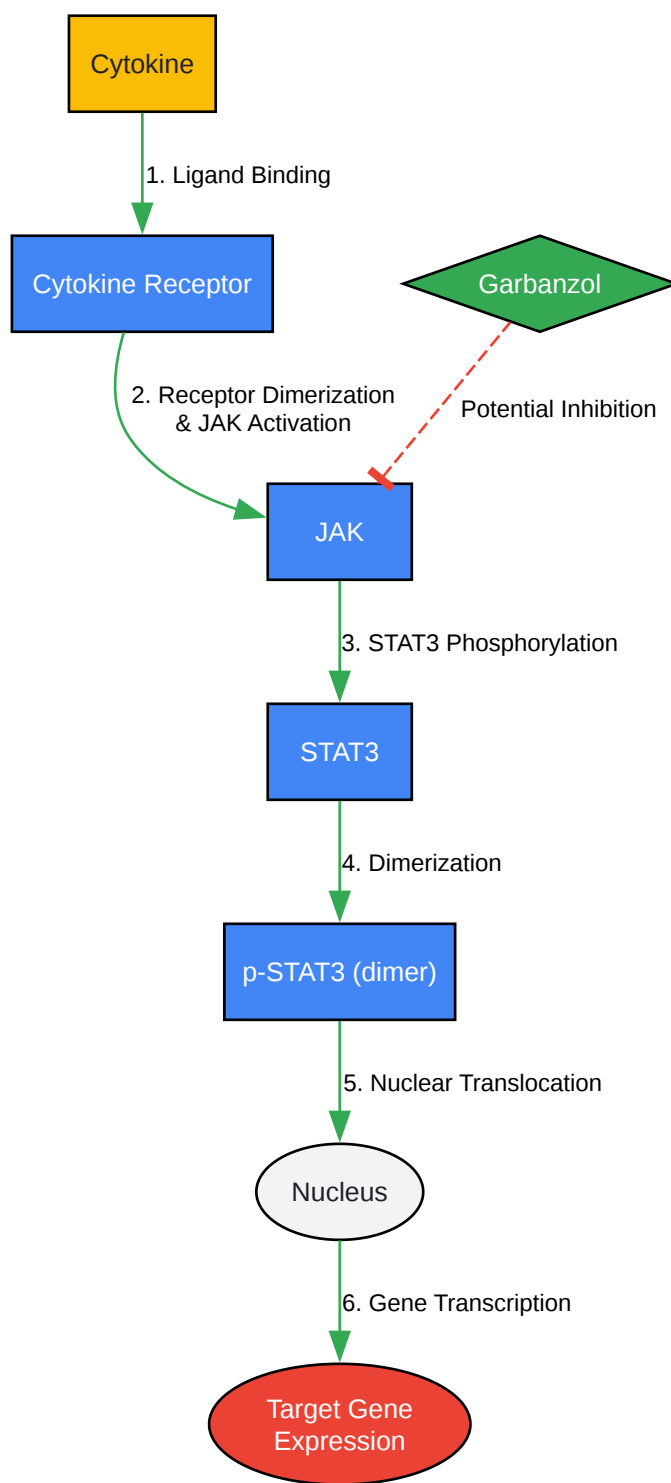 Cytokine
1. Ligand Binding
Cytokine Receptor
Garbanzol
2. Receptor Dimerization
& JAK Activation
Potential Inhibition
JAK
3. STAT3 Phosphorylation
STAT3
4. Dimerization
p-STAT3 (dimer)
5. Nuclear Translocation
Nucleus
6. Gene Transcription
Target Gene
Expression